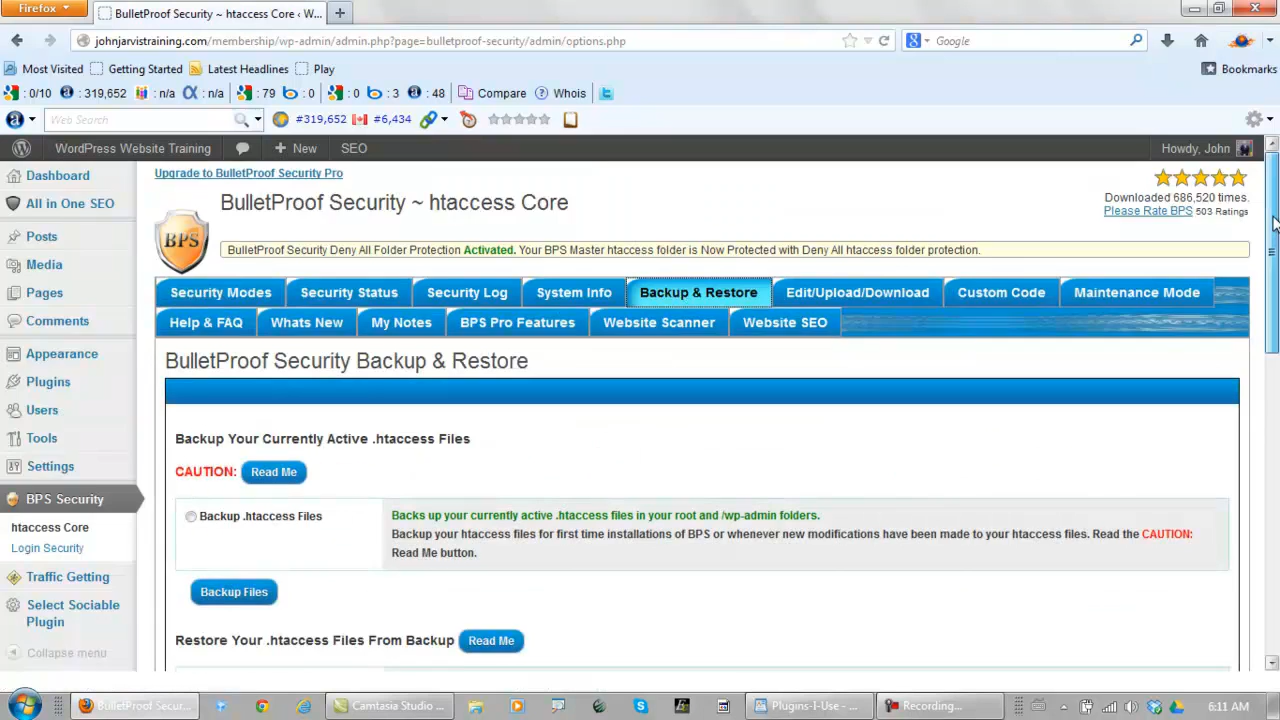 Firefox
BulletProof Security ~ htaccess Core ‹ W...
johnjarvistraining.com/membership/wp-admin/admin.php?page=bulletproof-security/admin/options.php
Google
Most Visited Getting Started Latest Headlines Play
Bookmarks
: 0/10 : 319,652 : n/a : n/a : 79 : 0 : 0 : 3 : 48 Compare Whois
Web Search #319,652 #6,434
WordPress Website Training + New SEO Howdy, John
Dashboard
All in One SEO
Posts
Media
Pages
Comments
Appearance
Plugins
Users
Tools
Settings
BPS Security
htaccess Core
Login Security
Traffic Getting
Select Sociable
Plugin
Collapse menu
Upgrade to BulletProof Security Pro
BPS
BulletProof Security ~ htaccess Core
Downloaded 686,520 times.
Please Rate BPS 503 Ratings
BulletProof Security Deny All Folder Protection Activated. Your BPS Master htaccess folder is Now Protected with Deny All htaccess folder protection.
Security Modes Security Status Security Log System Info Backup & Restore Edit/Upload/Download Custom Code Maintenance Mode
Help & FAQ Whats New My Notes BPS Pro Features Website Scanner Website SEO
BulletProof Security Backup & Restore
Backup Your Currently Active .htaccess Files
CAUTION: Read Me
Backup .htaccess Files
Backs up your currently active .htaccess files in your root and /wp-admin folders.
Backup your htaccess files for first time installations of BPS or whenever new modifications have been made to your htaccess files. Read the CAUTION:
Read Me button.
Backup Files
Restore Your .htaccess Files From Backup Read Me
BulletProof Secur... Camtasia Studio ... Plugins-I-Use - ... Recording... 6:11 AM